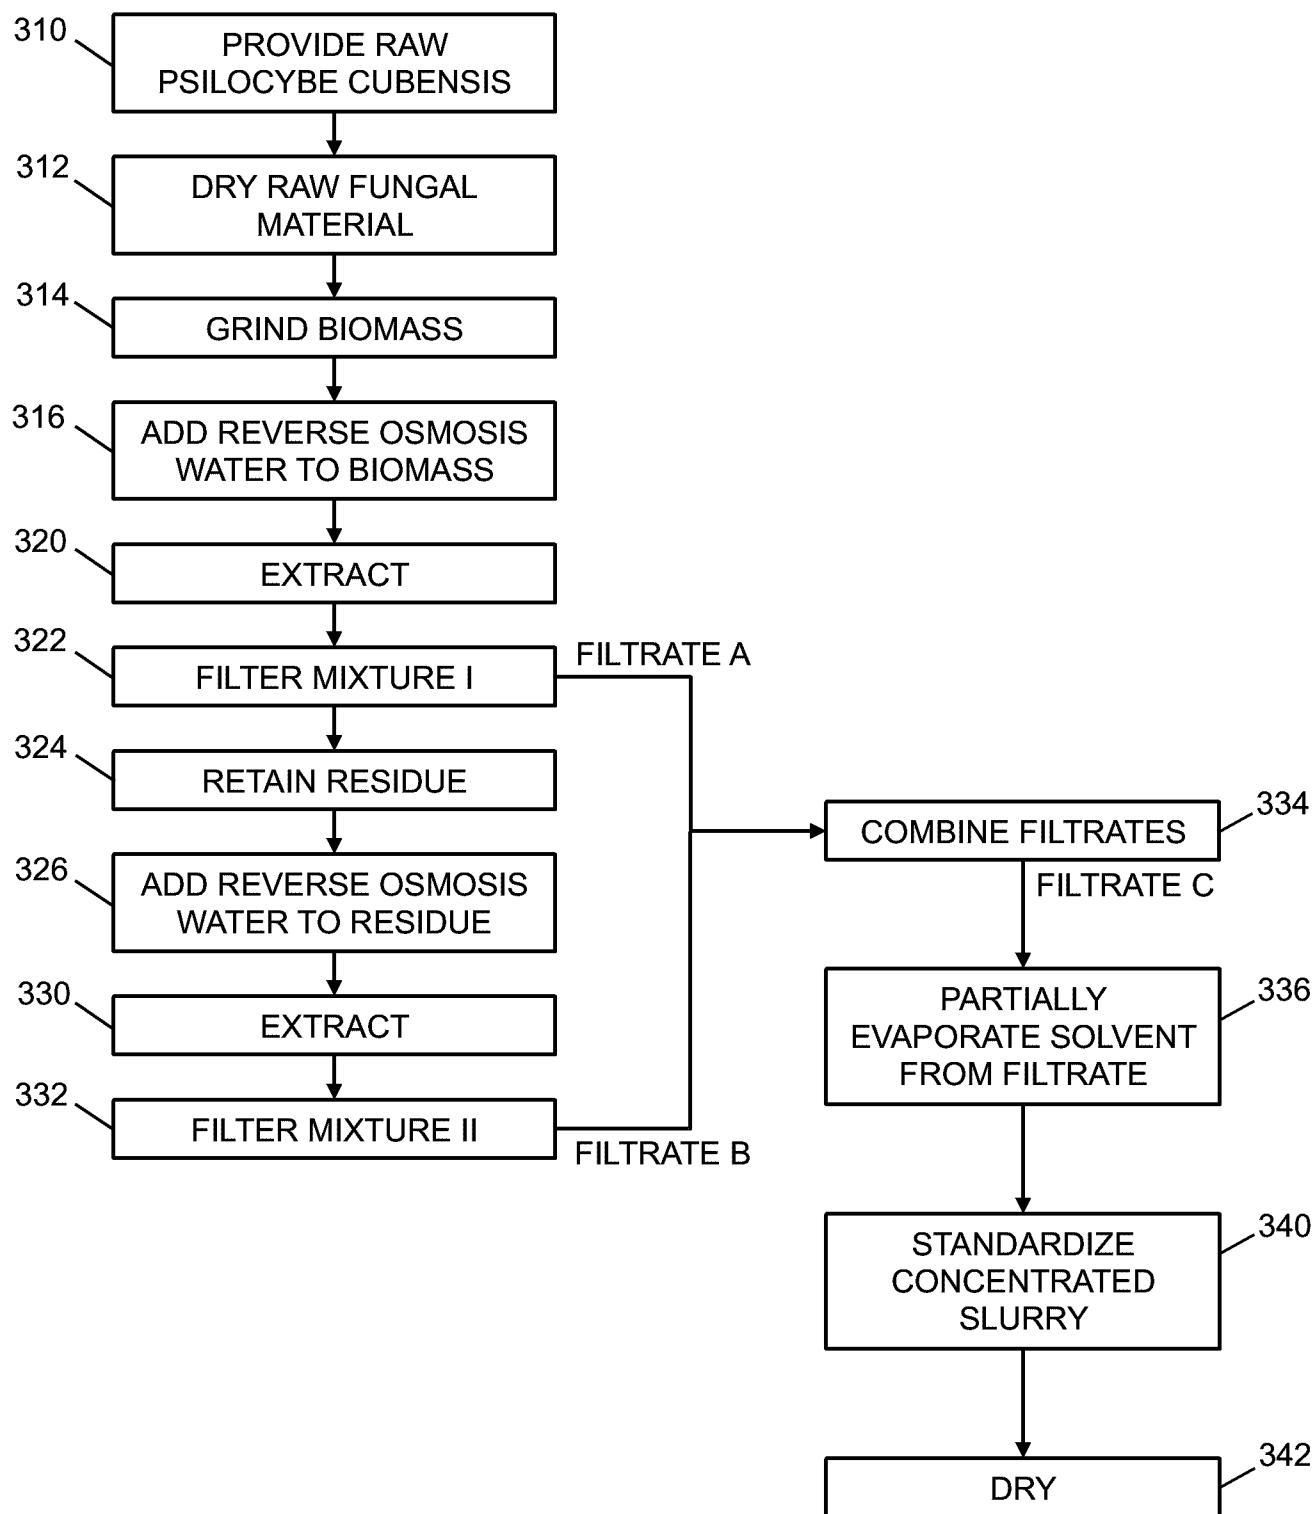 310
PROVIDE RAW
PSILOCYBE CUBENSIS
312
DRY RAW FUNGAL
MATERIAL
314
GRIND BIOMASS
316
ADD REVERSE OSMOSIS
WATER TO BIOMASS
320
EXTRACT
322
FILTER MIXTURE I
FILTRATE A
324
RETAIN RESIDUE
326
ADD REVERSE OSMOSIS
WATER TO RESIDUE
330
EXTRACT
332
FILTER MIXTURE II
FILTRATE B
334
COMBINE FILTRATES
FILTRATE C
336
PARTIALLY
EVAPORATE SOLVENT
FROM FILTRATE
340
STANDARDIZE
CONCENTRATED
SLURRY
342
DRY